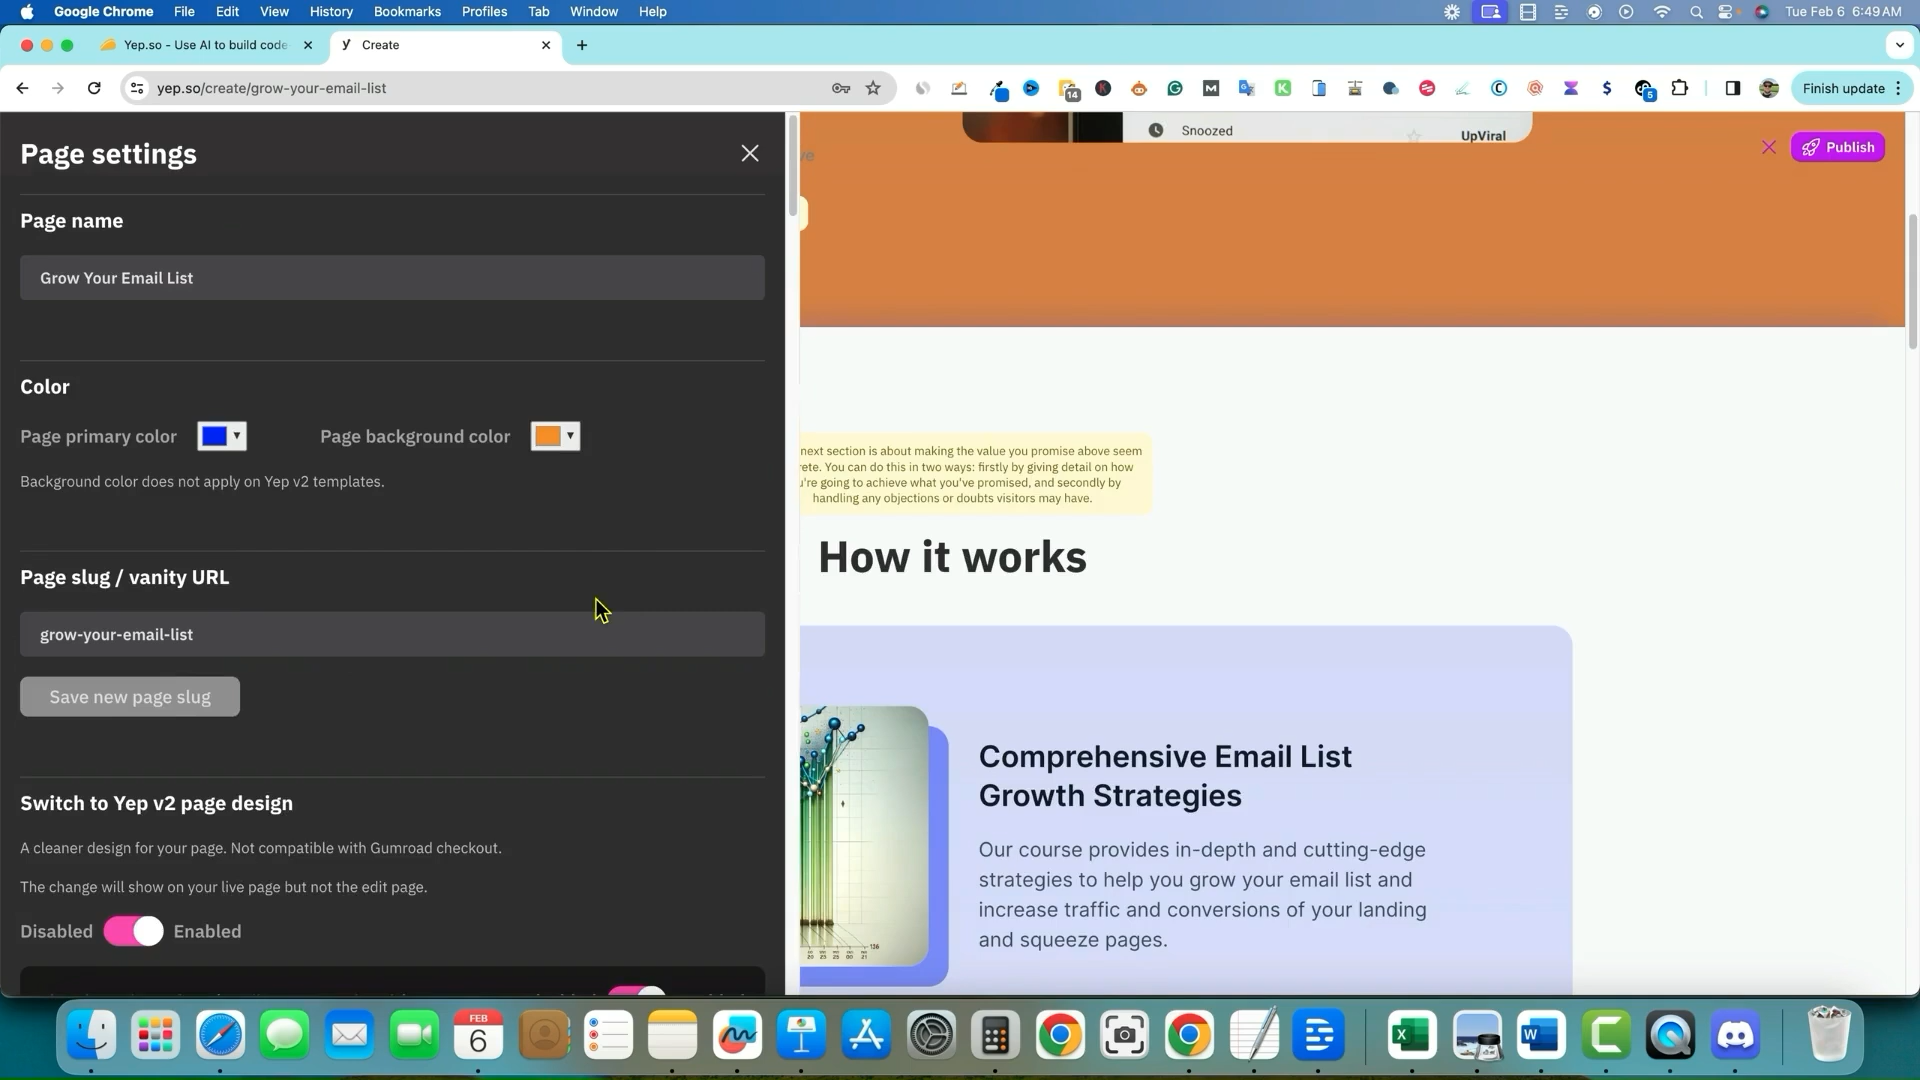 Google Chrome File Edit View History Bookmarks Profiles Tab Window Help
Tue Feb 6 6:49 AM
Yep.so - Use AI to build code
Create
yep.so/create/grow-your-email-list
14
5
Finish update
Page settings
Page name
Grow Your Email List
Color
Page primary color
Page background color
Background color does not apply on Yep v2 templates.
Page slug / vanity URL
grow-your-email-list
Save new page slug
Switch to Yep v2 page design
A cleaner design for your page. Not compatible with Gumroad checkout.
The change will show on your live page but not the edit page.
Disabled Enabled
Snoozed
UpViral
Publish
next section is about making the value you promise above seem
rete. You can do this in two ways: firstly by giving detail on how
u're going to achieve what you've promised, and secondly by
handling any objections or doubts visitors may have.
How it works
Comprehensive Email List
Growth Strategies
Our course provides in-depth and cutting-edge
strategies to help you grow your email list and
increase traffic and conversions of your landing
and squeeze pages.
FEB
6